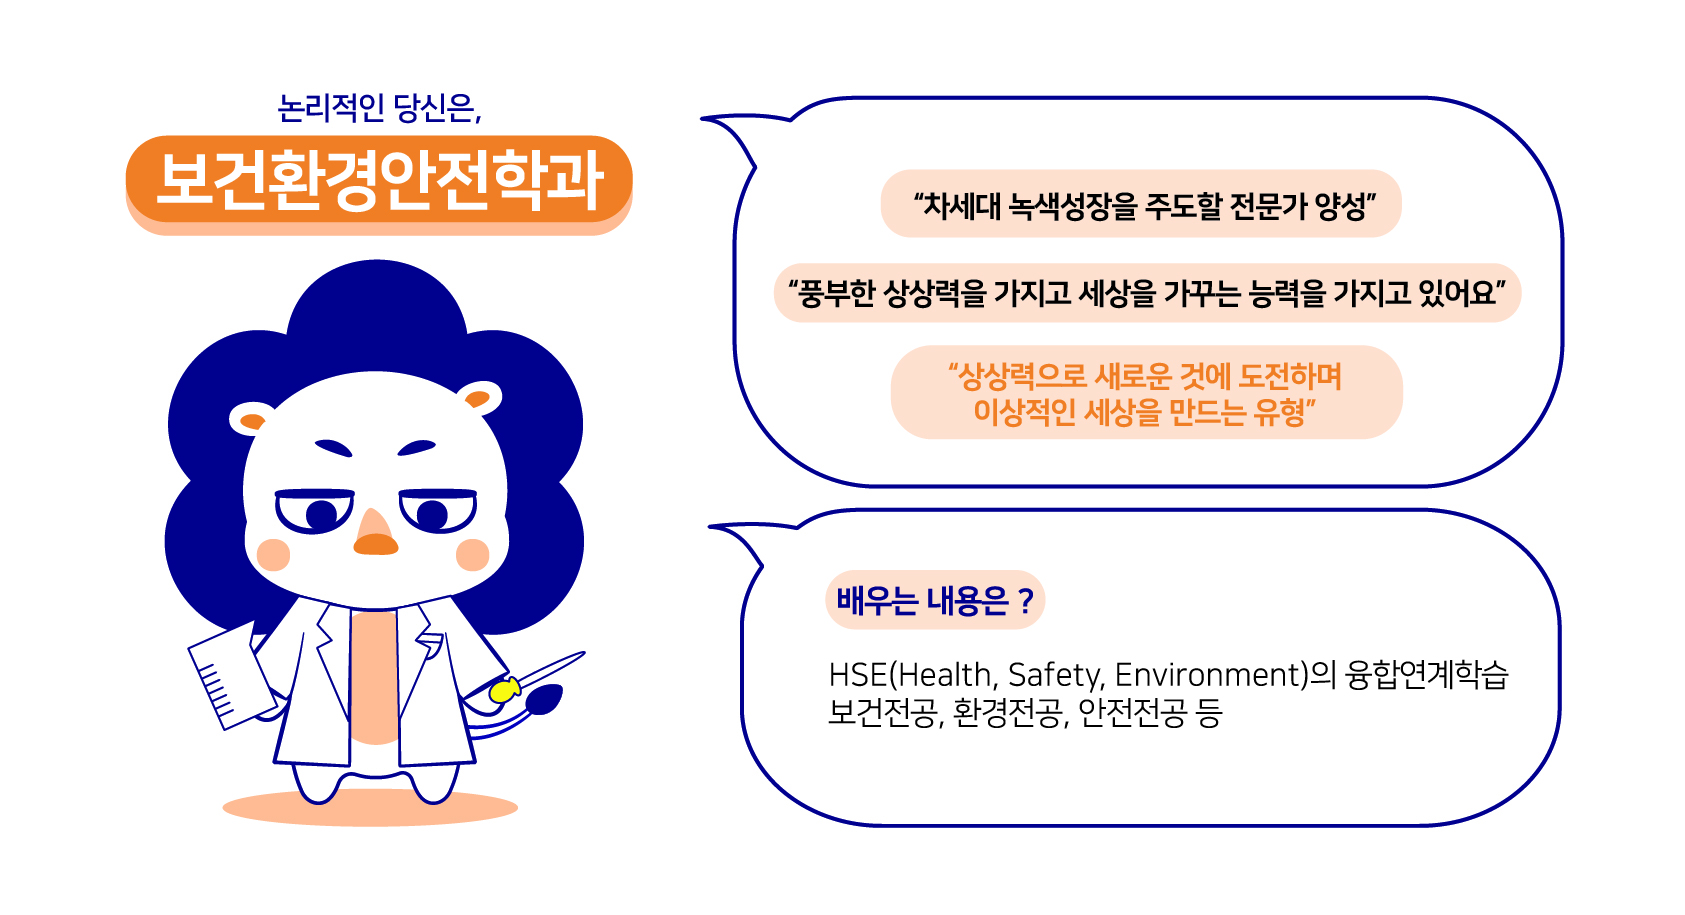 논리적인 당신은,
보건환경안전학과
“차세대 녹색성장을 주도할 전문가 양성”
“풍부한 상상력을 가지고 세상을 가꾸는 능력을 가지고 있어요”
“상상력으로 새로운 것에 도전하며
이상적인 세상을 만드는 유형”
배우는 내용은 ?
HSE(Health, Safety, Environment)의 융합연계학습
보건전공, 환경전공, 안전전공 등